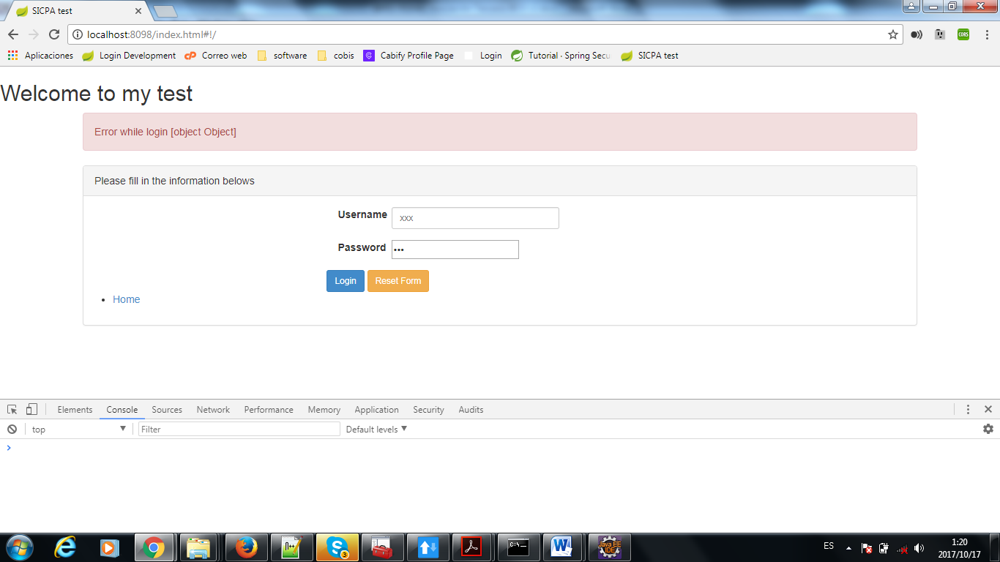 SICPA test
localhost:8098/index.html#!/
CORS
Aplicaciones Login Development Correo web software cobis Cabify Profile Page Login Tutorial · Spring Secu SICPA test
Welcome to my test
Error while login [object Object]
Please fill in the information belows
Username xxx
Password •••
Login Reset Form
Home
Elements Console Sources Network Performance Memory Application Security Audits
top Filter Default levels
3
C:\_
Java EE IDE
ES
1:20
2017/10/17